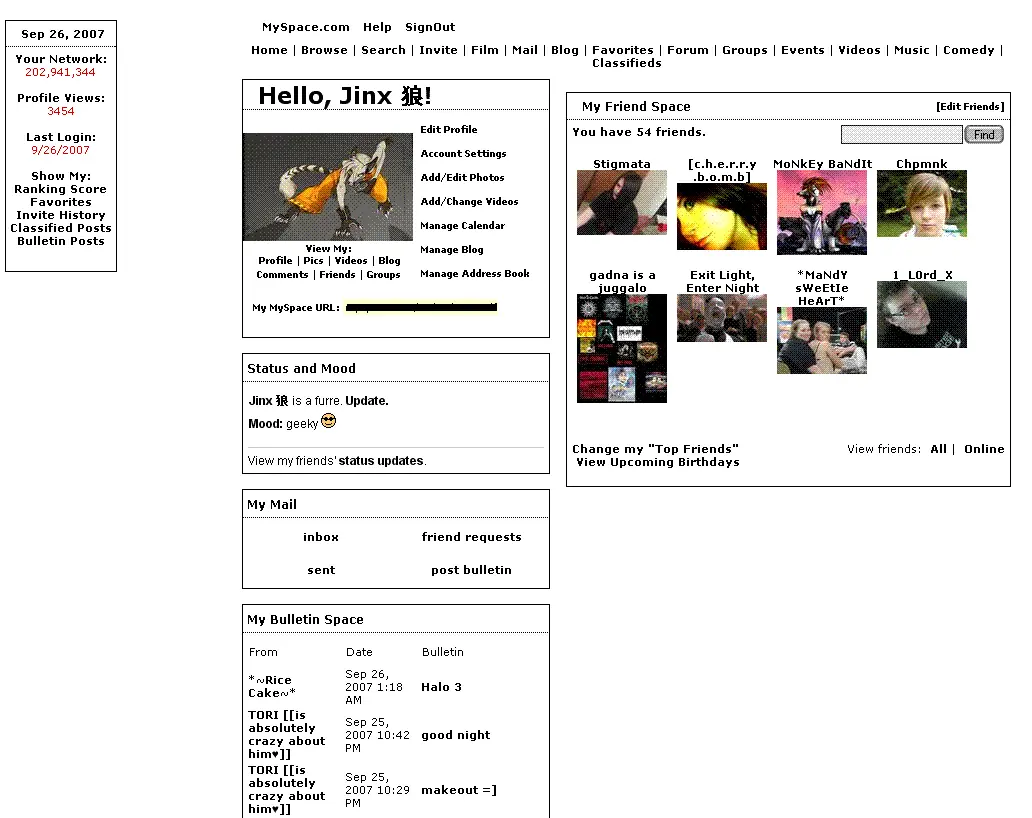 Sep 26, 2007
Your Network:
202,941,344
Profile Views:
3454
Last Login:
9/26/2007
Show My:
Ranking Score
Favorites
Invite History
Classified Posts
Bulletin Posts
MySpace.com Help SignOut
Home | Browse | Search | Invite | Film | Mail | Blog | Favorites | Forum | Groups | Events | Videos | Music | Comedy |
Classifieds
Hello, Jinx 狼!
Edit Profile
Account Settings
Add/Edit Photos
Add/Change Videos
Manage Calendar
Manage Blog
Manage Address Book
View My:
Profile | Pics | Videos | Blog
Comments | Friends | Groups
My MySpace URL:
Status and Mood
Jinx 狼 is a furre. Update.
Mood: geeky
View my friends' status updates.
My Mail
inbox friend requests
sent post bulletin
My Bulletin Space
From Date Bulletin
*~Rice
Cake~*
Sep 26,
2007 1:18
AM
Halo 3
TORI [[is
absolutely
crazy about
him♥]]
Sep 25,
2007 10:42
PM
good night
TORI [[is
absolutely
crazy about
him♥]]
Sep 25,
2007 10:29
PM
makeout =]
My Friend Space [Edit Friends]
You have 54 friends. Find
Stigmata
[c.h.e.r.r.y
.b.o.m.b]
MoNkEy BaNdIt
Chpmnk
gadna is a
juggalo
Exit Light,
Enter Night
*MaNdY
sWeEtIe
HeArT*
1_L0rd_X
Change my "Top Friends" View friends: All | Online
View Upcoming Birthdays